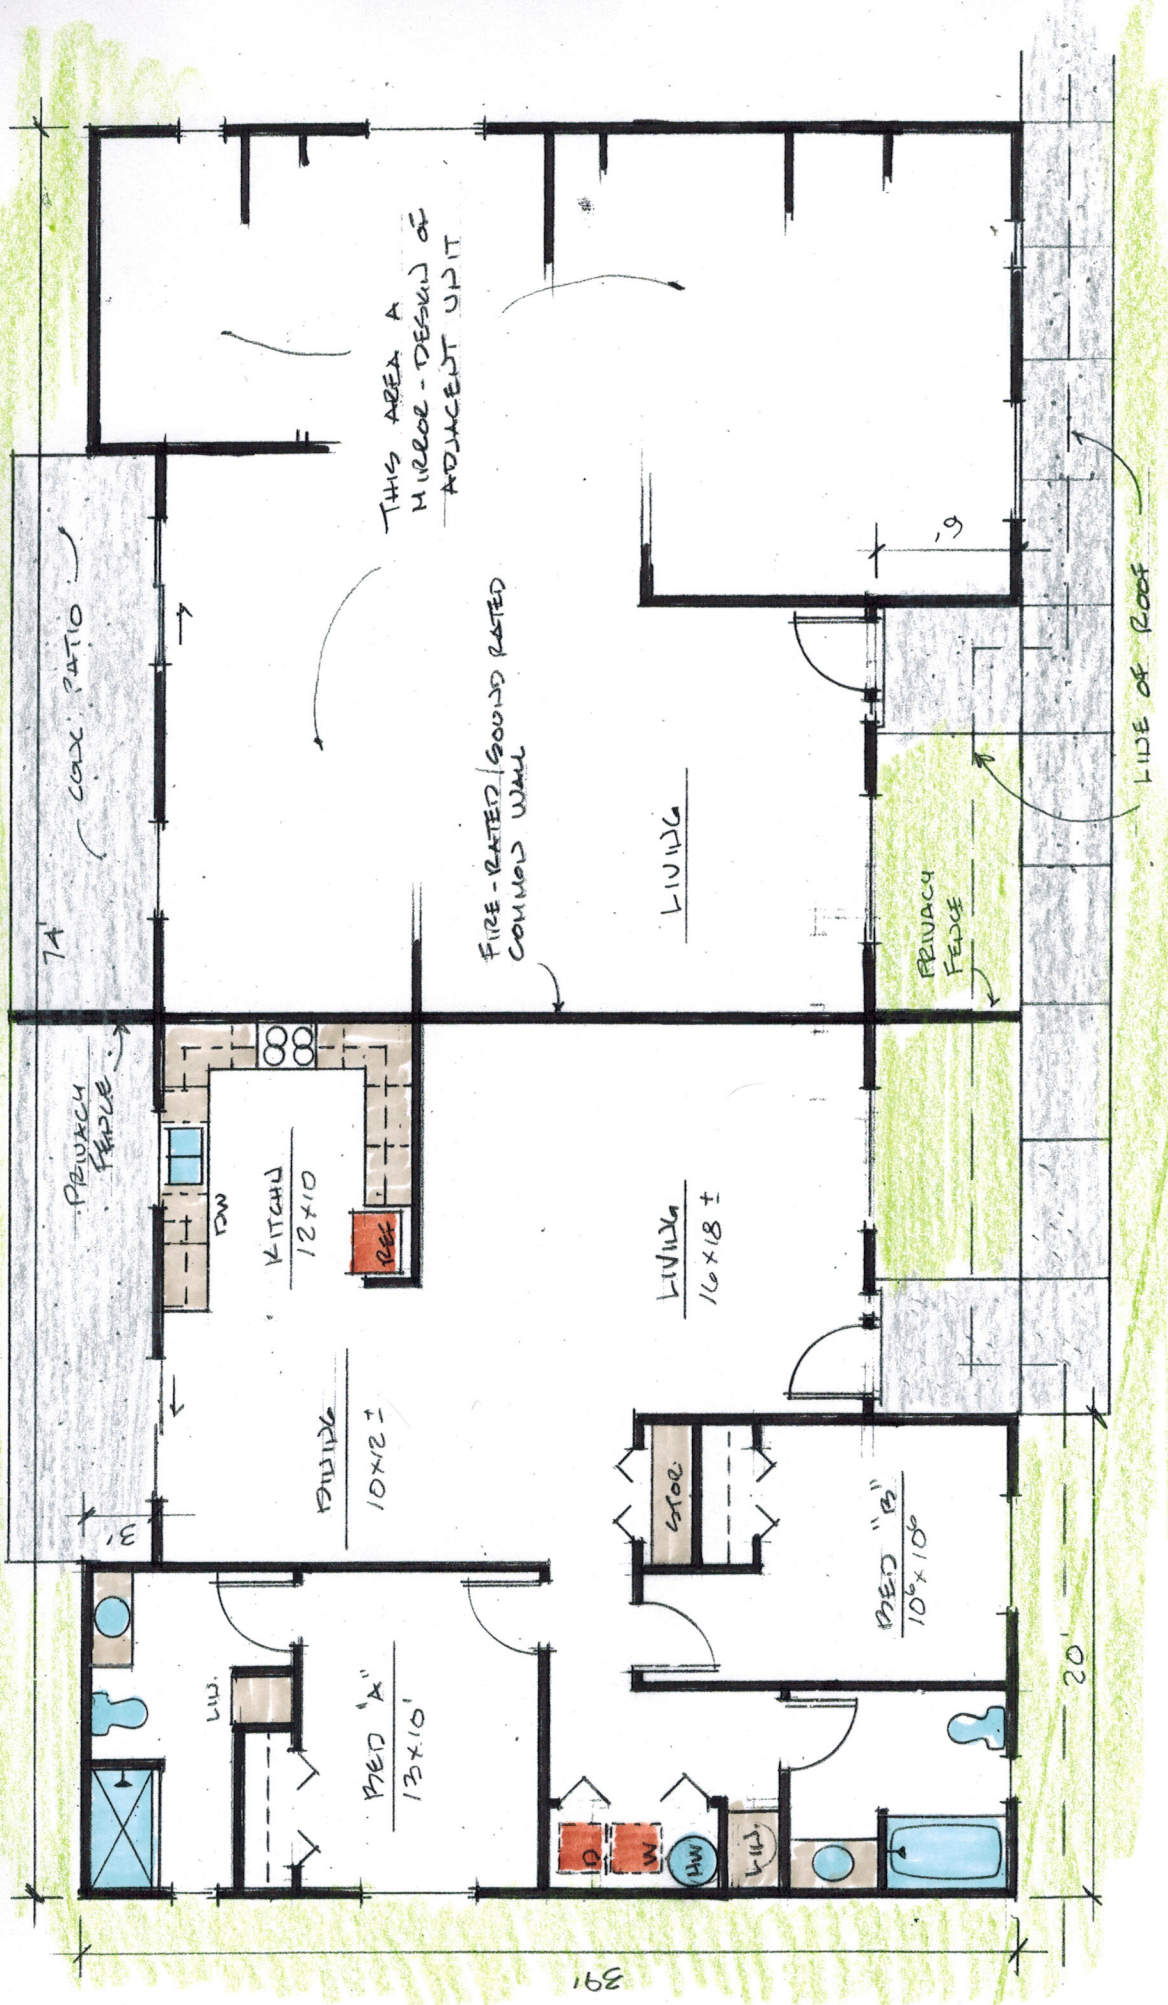 THIS AREA A
MIRROR-DESIGN OF
ADJACENT UNIT
CONC. PATIO
74'
FIRE-RATED/SOUND RATED
COMMON WALL
LIVING
6'
LINE OF ROOF
PRIVACY
FENCE
PRIVACY
FENCE
DW
KITCHN
12x10
REF
LIVING
16x18 ±
DINING
10x12 ±
3'
STOR.
BED "B"
10⁶x10⁶
LIN.
BED "A"
13x10'
D
W
HW
LIN.
20'
39'